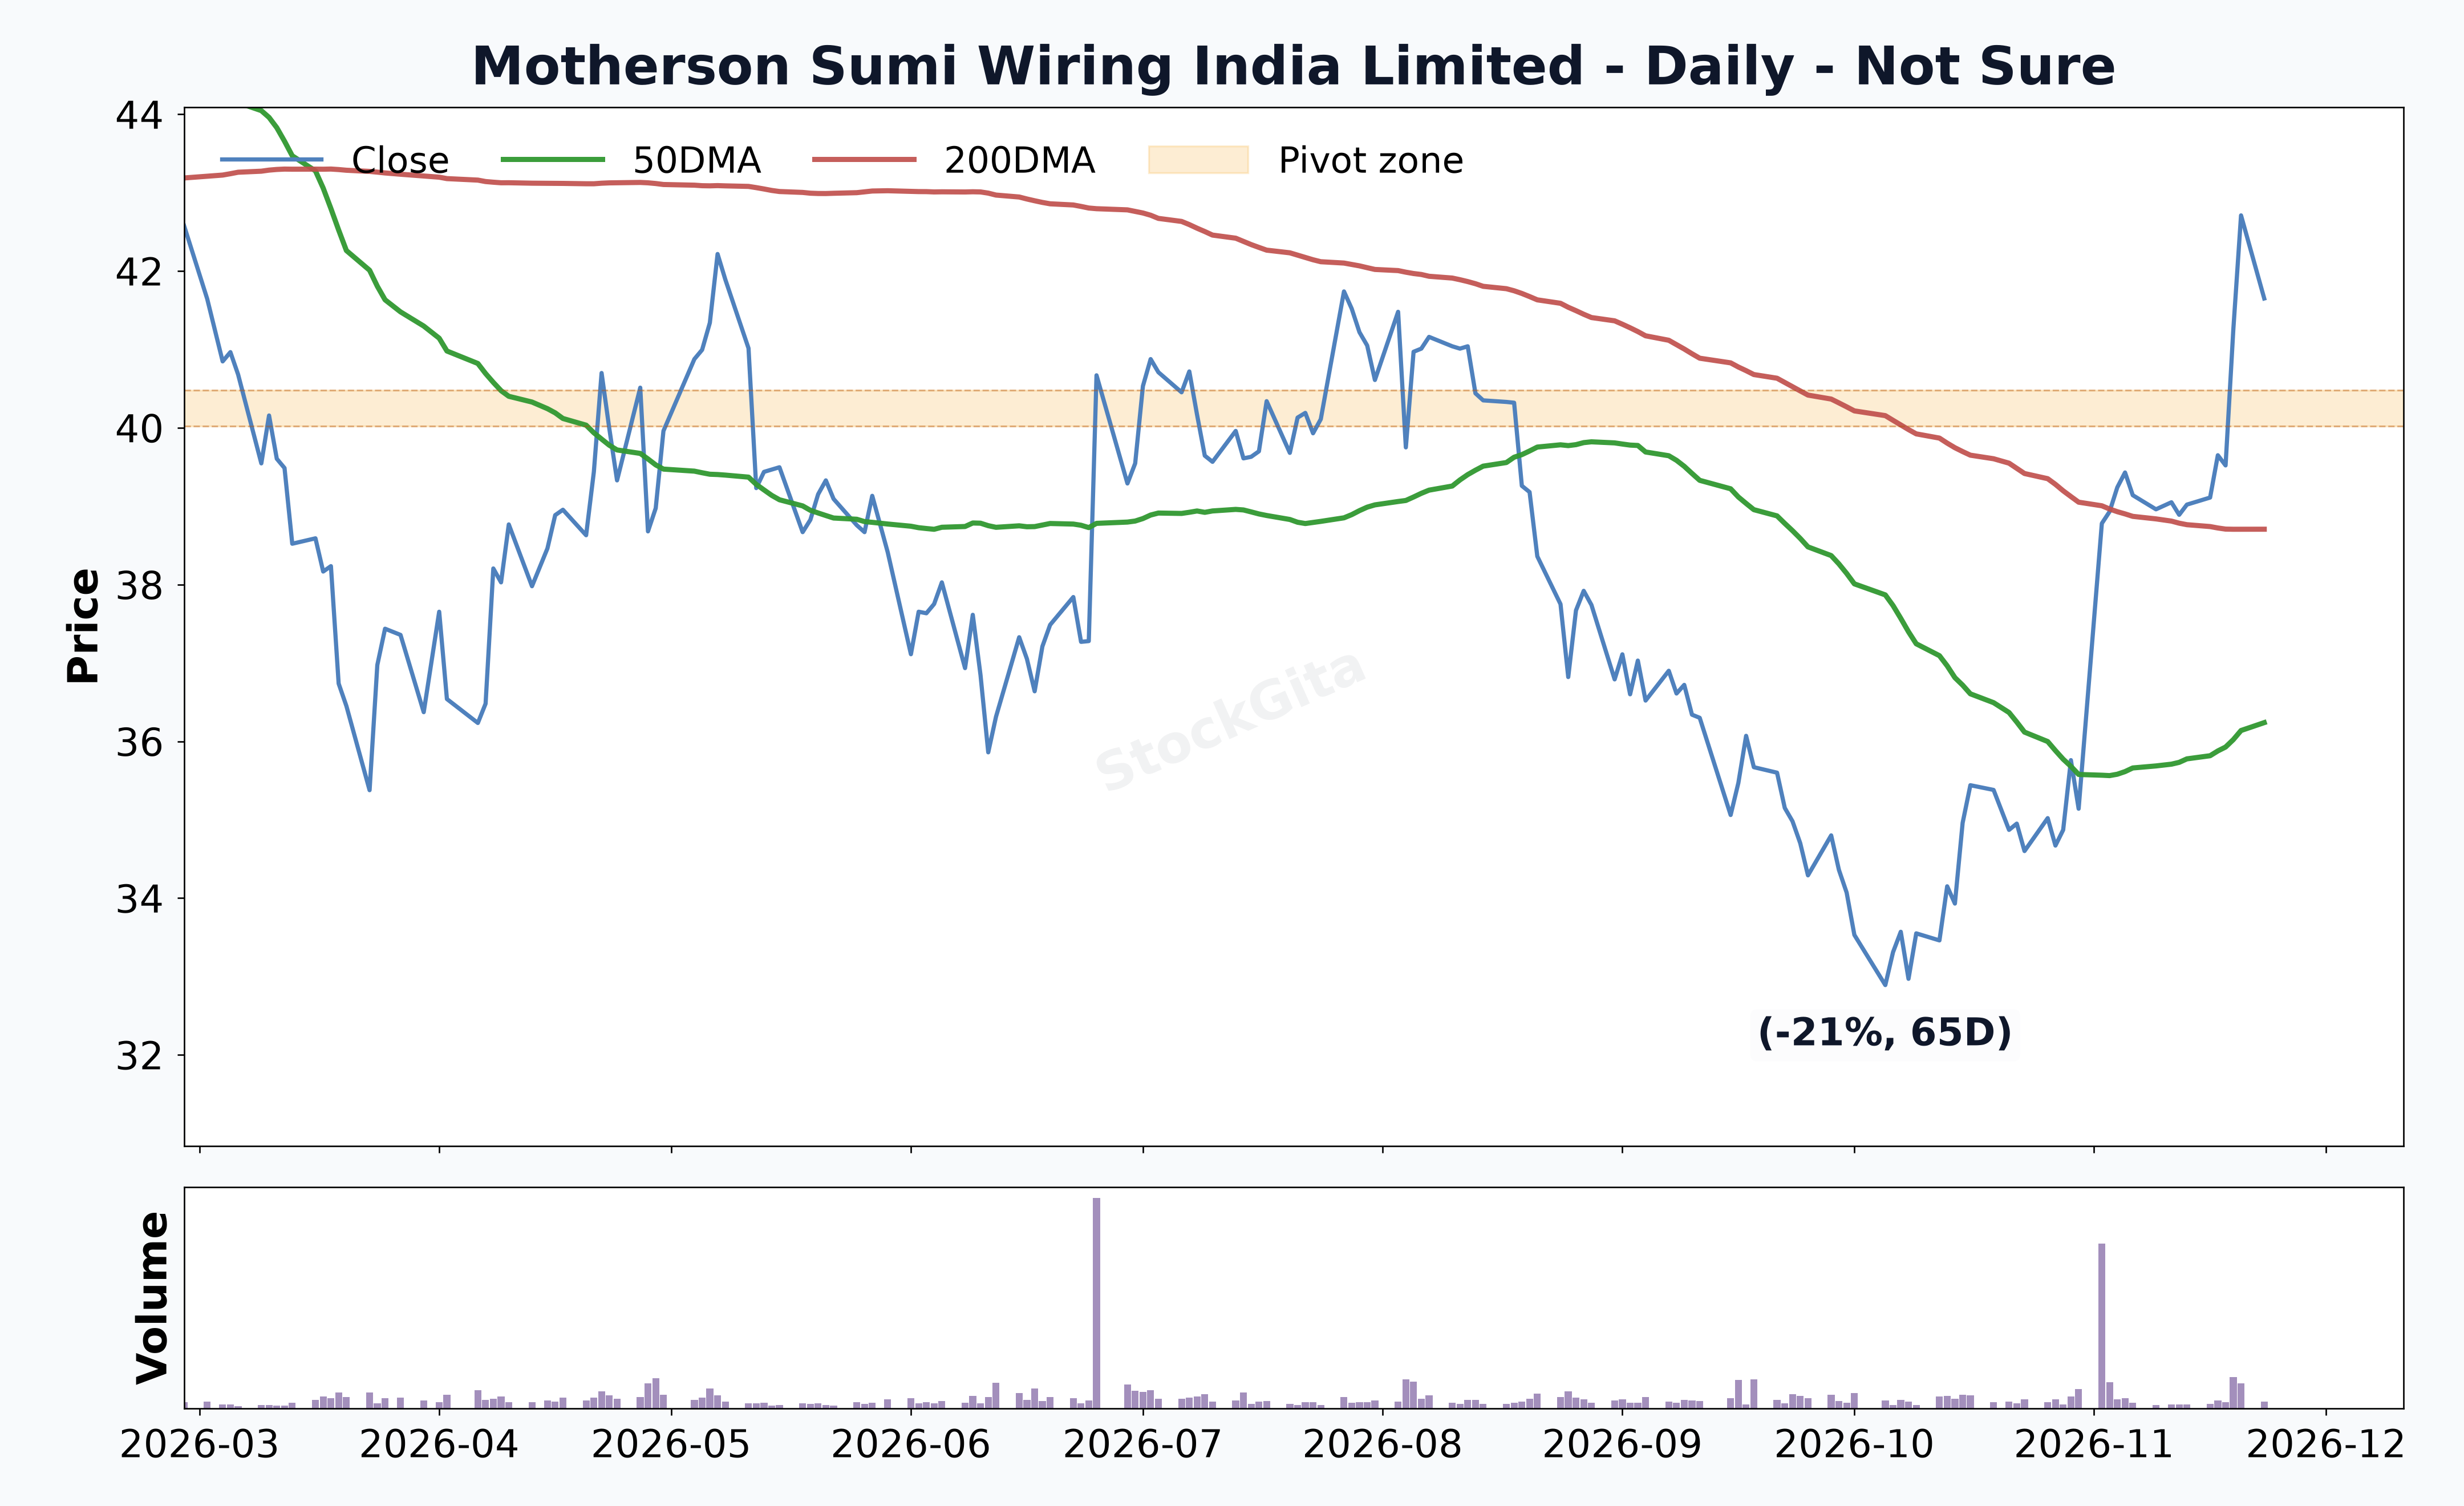 Motherson Sumi Wiring India Limited - Daily - Not Sure
Close 50DMA 200DMA Pivot zone
Price
44
42
40
38
36
34
32
StockGita
(-21%, 65D)
Volume
2026-03 2026-04 2026-05 2026-06 2026-07 2026-08 2026-09 2026-10 2026-11 2026-12